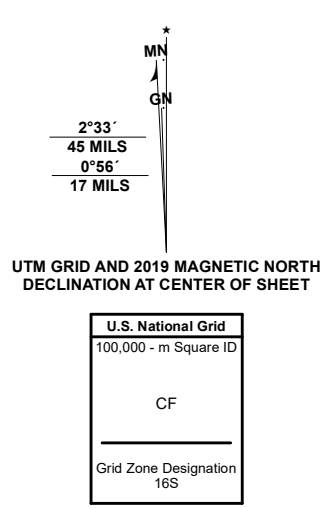 ★
MN
GN
2°33´
45 MILS
0°56´
17 MILS
UTM GRID AND 2019 MAGNETIC NORTH
DECLINATION AT CENTER OF SHEET
U.S. National Grid
100,000 - m Square ID
CF
Grid Zone Designation
16S